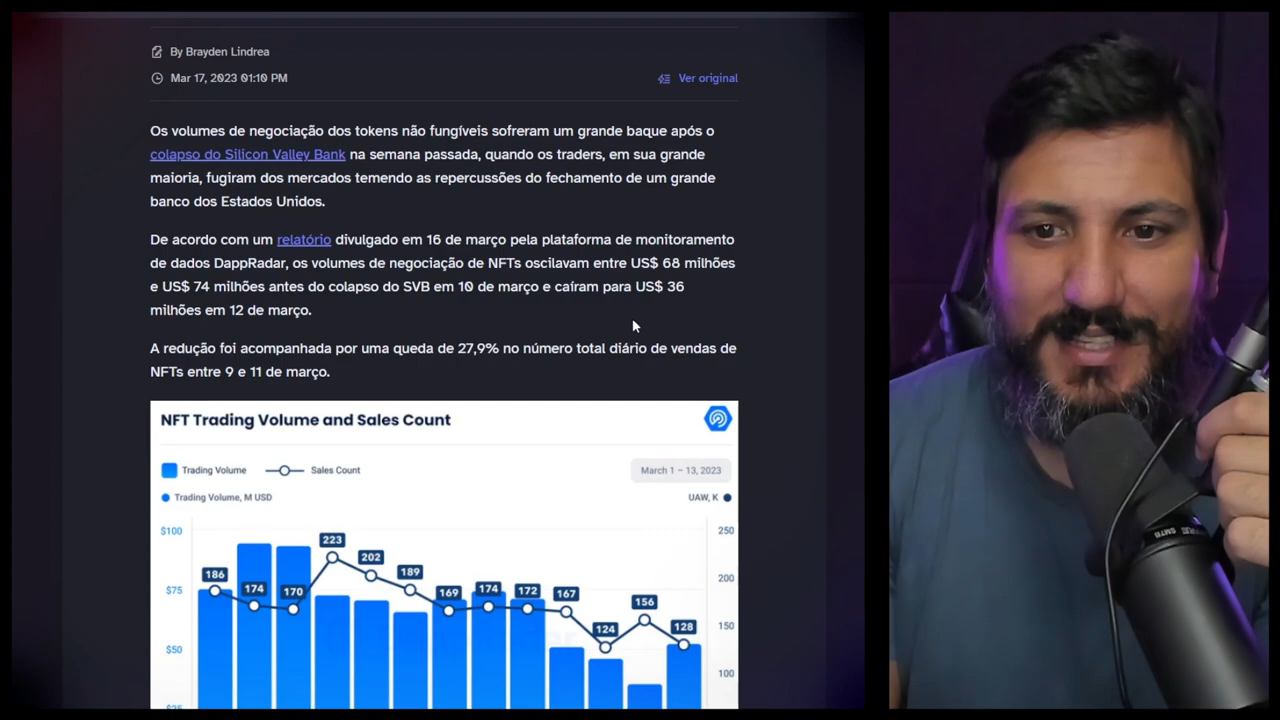 By Brayden Lindrea
Mar 17, 2023 01:10 PM
Ver original
Os volumes de negociação dos tokens não fungíveis sofreram um grande baque após o
colapso do Silicon Valley Bank na semana passada, quando os traders, em sua grande
maioria, fugiram dos mercados temendo as repercussões do fechamento de um grande
banco dos Estados Unidos.
De acordo com um relatório divulgado em 16 de março pela plataforma de monitoramento
de dados DappRadar, os volumes de negociação de NFTs oscilavam entre US$ 68 milhões
e US$ 74 milhões antes do colapso do SVB em 10 de março e caíram para US$ 36
milhões em 12 de março.
A redução foi acompanhada por uma queda de 27,9% no número total diário de vendas de
NFTs entre 9 e 11 de março.
NFT Trading Volume and Sales Count
Trading Volume Sales Count
March 1 – 13, 2023
Trading Volume, M USD
UAW, K
$100
250
223
202
186
189
$75
174
170
169
174
172
167
200
156
124
128
150
$50
100